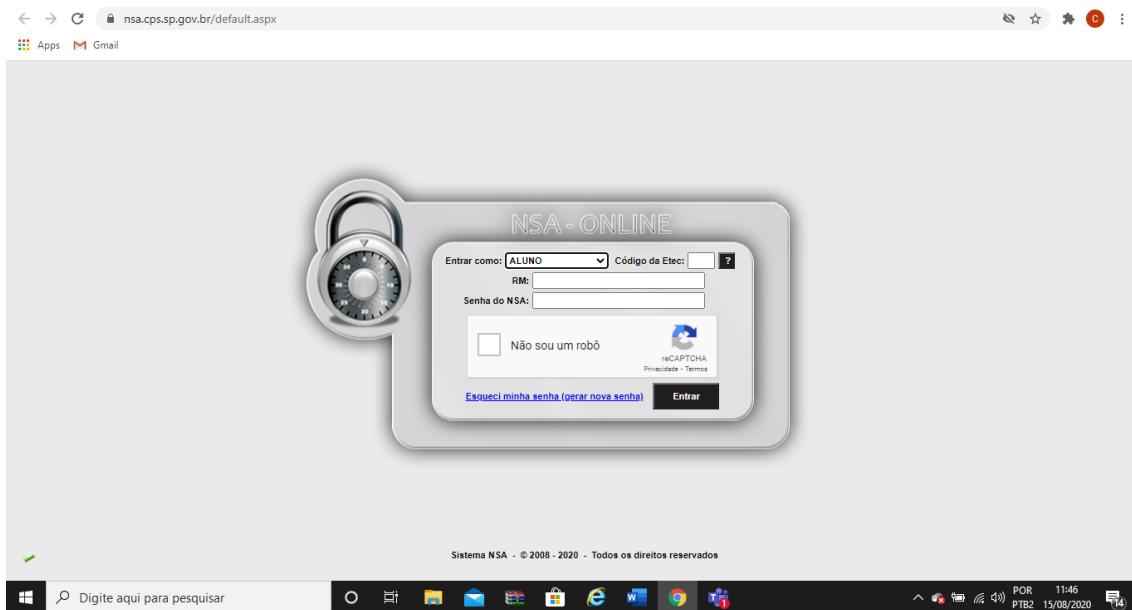 nsa.cps.sp.gov.br/default.aspx
C
Apps Gmail
NSA - ONLINE
Entrar como: ALUNO Código da Etec: ?
RM:
Senha do NSA:
Não sou um robô
reCAPTCHA
Privacidade - Termos
Esqueci minha senha (gerar nova senha) Entrar
Sistema NSA - © 2008 - 2020 - Todos os direitos reservados
Digite aqui para pesquisar
POR 11:46
PTB2 15/08/2020
14